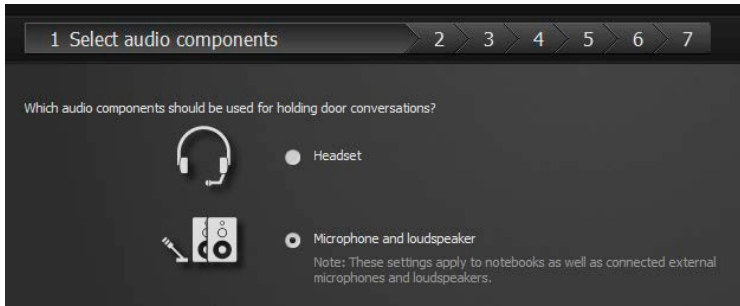 1 Select audio components 2 3 4 5 6 7
Which audio components should be used for holding door conversations?
Headset
Microphone and loudspeaker
Note: These settings apply to notebooks as well as connected external
microphones and loudspeakers.